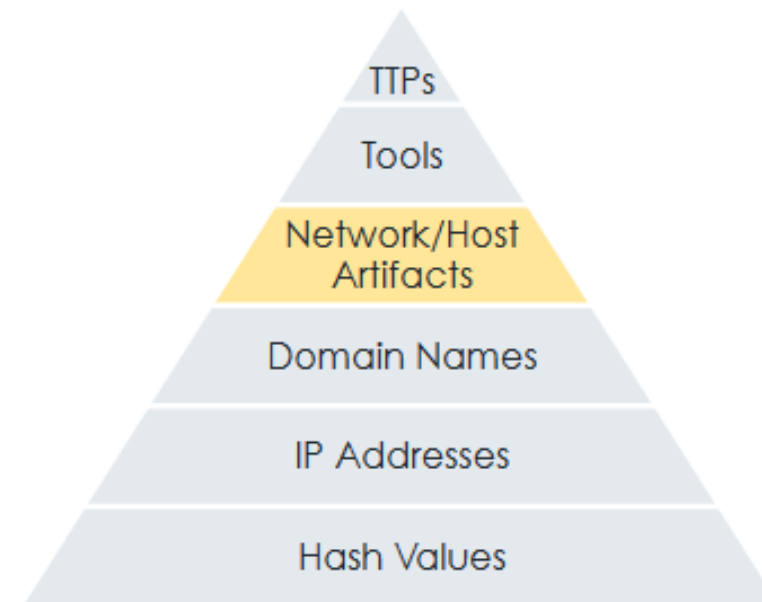 TTPs
Tools
Network/Host
Artifacts
Domain Names
IP Addresses
Hash Values